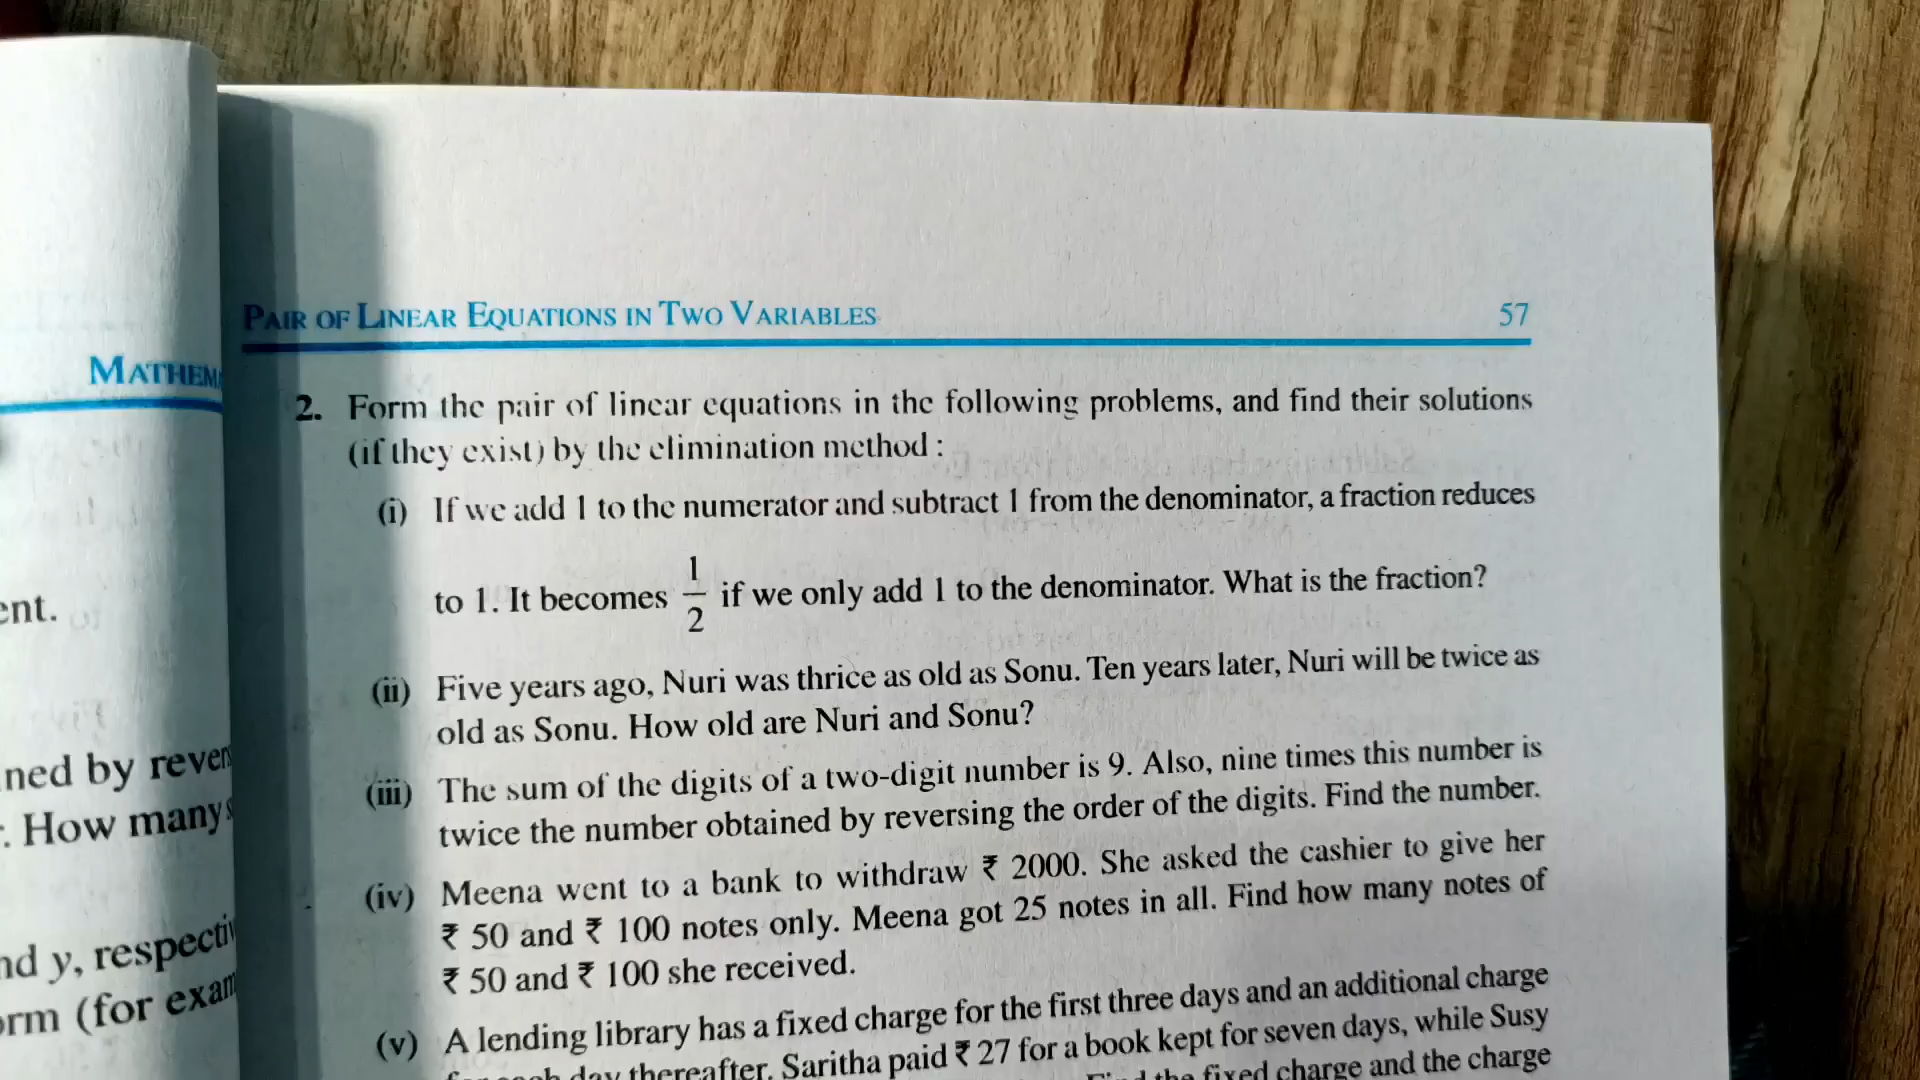 MATHEM
ent.
ned by rever
. How many
nd y, respecti
orm (for exam
PAIR OF LINEAR EQUATIONS IN TWO VARIABLES 57
2. Form the pair of linear equations in the following problems, and find their solutions
(if they exist) by the elimination method :
(i) If we add 1 to the numerator and subtract 1 from the denominator, a fraction reduces
to 1. It becomes 1/2 if we only add 1 to the denominator. What is the fraction?
(ii) Five years ago, Nuri was thrice as old as Sonu. Ten years later, Nuri will be twice as
old as Sonu. How old are Nuri and Sonu?
(iii) The sum of the digits of a two-digit number is 9. Also, nine times this number is
twice the number obtained by reversing the order of the digits. Find the number.
(iv) Meena went to a bank to withdraw ₹ 2000. She asked the cashier to give her
₹ 50 and ₹ 100 notes only. Meena got 25 notes in all. Find how many notes of
₹ 50 and ₹ 100 she received.
(v) A lending library has a fixed charge for the first three days and an additional charge
day thereafter. Saritha paid ₹ 27 for a book kept for seven days, while Susy
the fixed charge and the charge